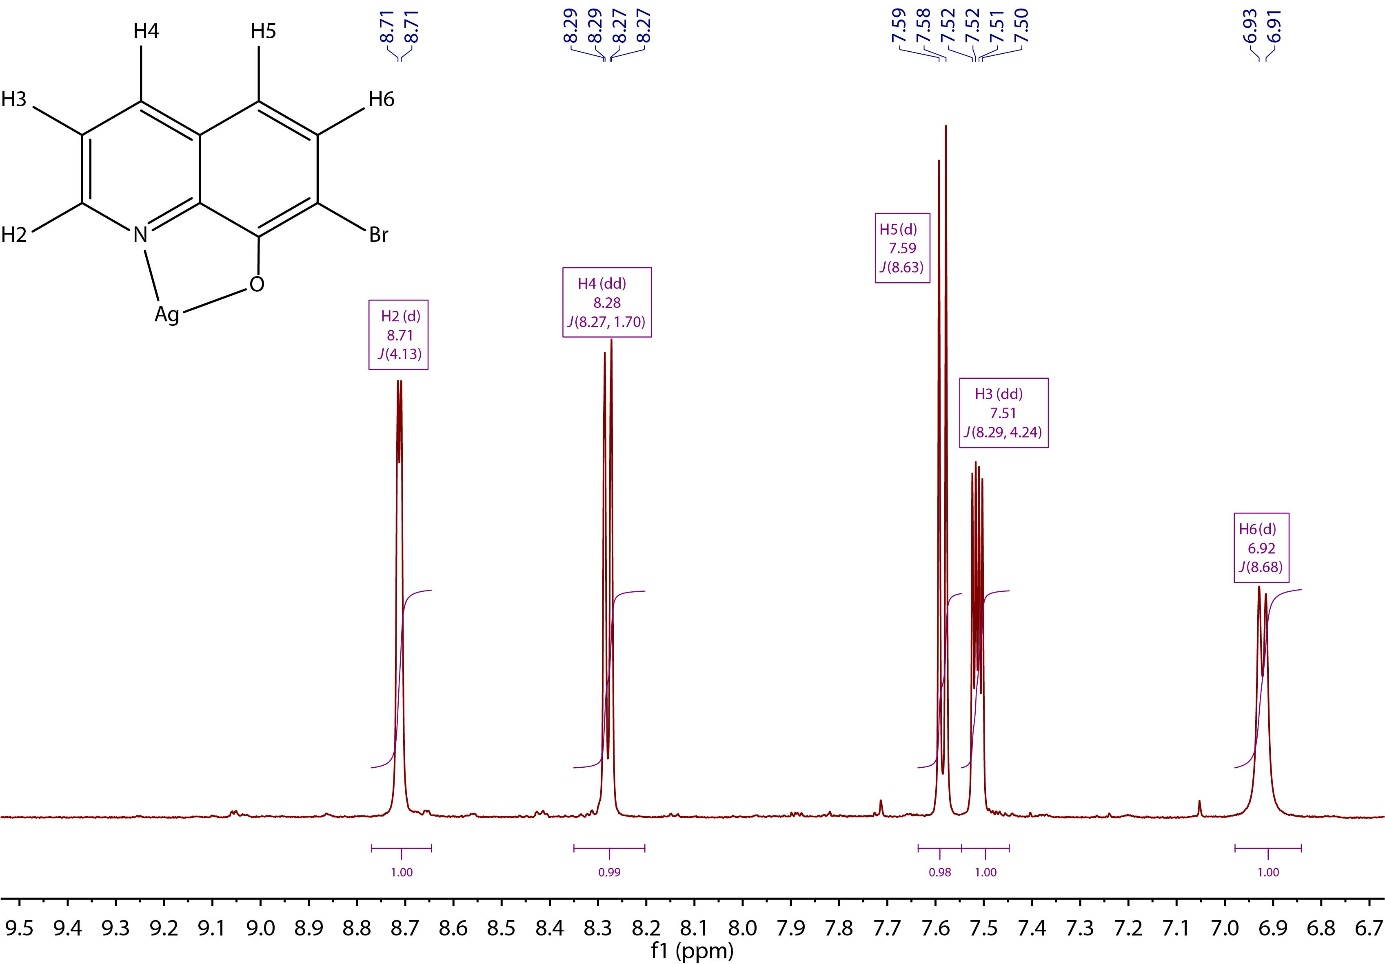 8.71
8.71
8.29
8.29
8.27
8.27
7.59
7.58
7.52
7.52
7.51
7.50
6.93
6.91
H4
H5
H3
H6
H2
N
Br
O
Ag
H5(d)
7.59
J(8.63)
H4 (dd)
8.28
J(8.27, 1.70)
H2 (d)
8.71
J(4.13)
H3 (dd)
7.51
J(8.29, 4.24)
H6(d)
6.92
J(8.68)
1.00
0.99
0.98
1.00
1.00
9.5 9.4 9.3 9.2 9.1 9.0 8.9 8.8 8.7 8.6 8.5 8.4 8.3 8.2 8.1 8.0 7.9 7.8 7.7 7.6 7.5 7.4 7.3 7.2 7.1 7.0 6.9 6.8 6.7
f1 (ppm)